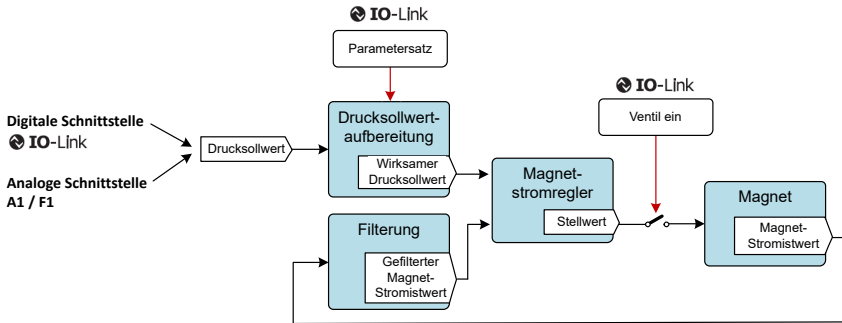 IO-Link
Parametersatz
IO-Link
Ventil ein
Digitale Schnittstelle
IO-Link
Analoge Schnittstelle
A1 / F1
Drucksollwert
Drucksollwert-
aufbereitung
Wirksamer
Drucksollwert
Magnet-
stromregler
Stellwert
Magnet
Magnet-
Stromistwert
Filterung
Gefilterter
Magnet-
Stromistwert